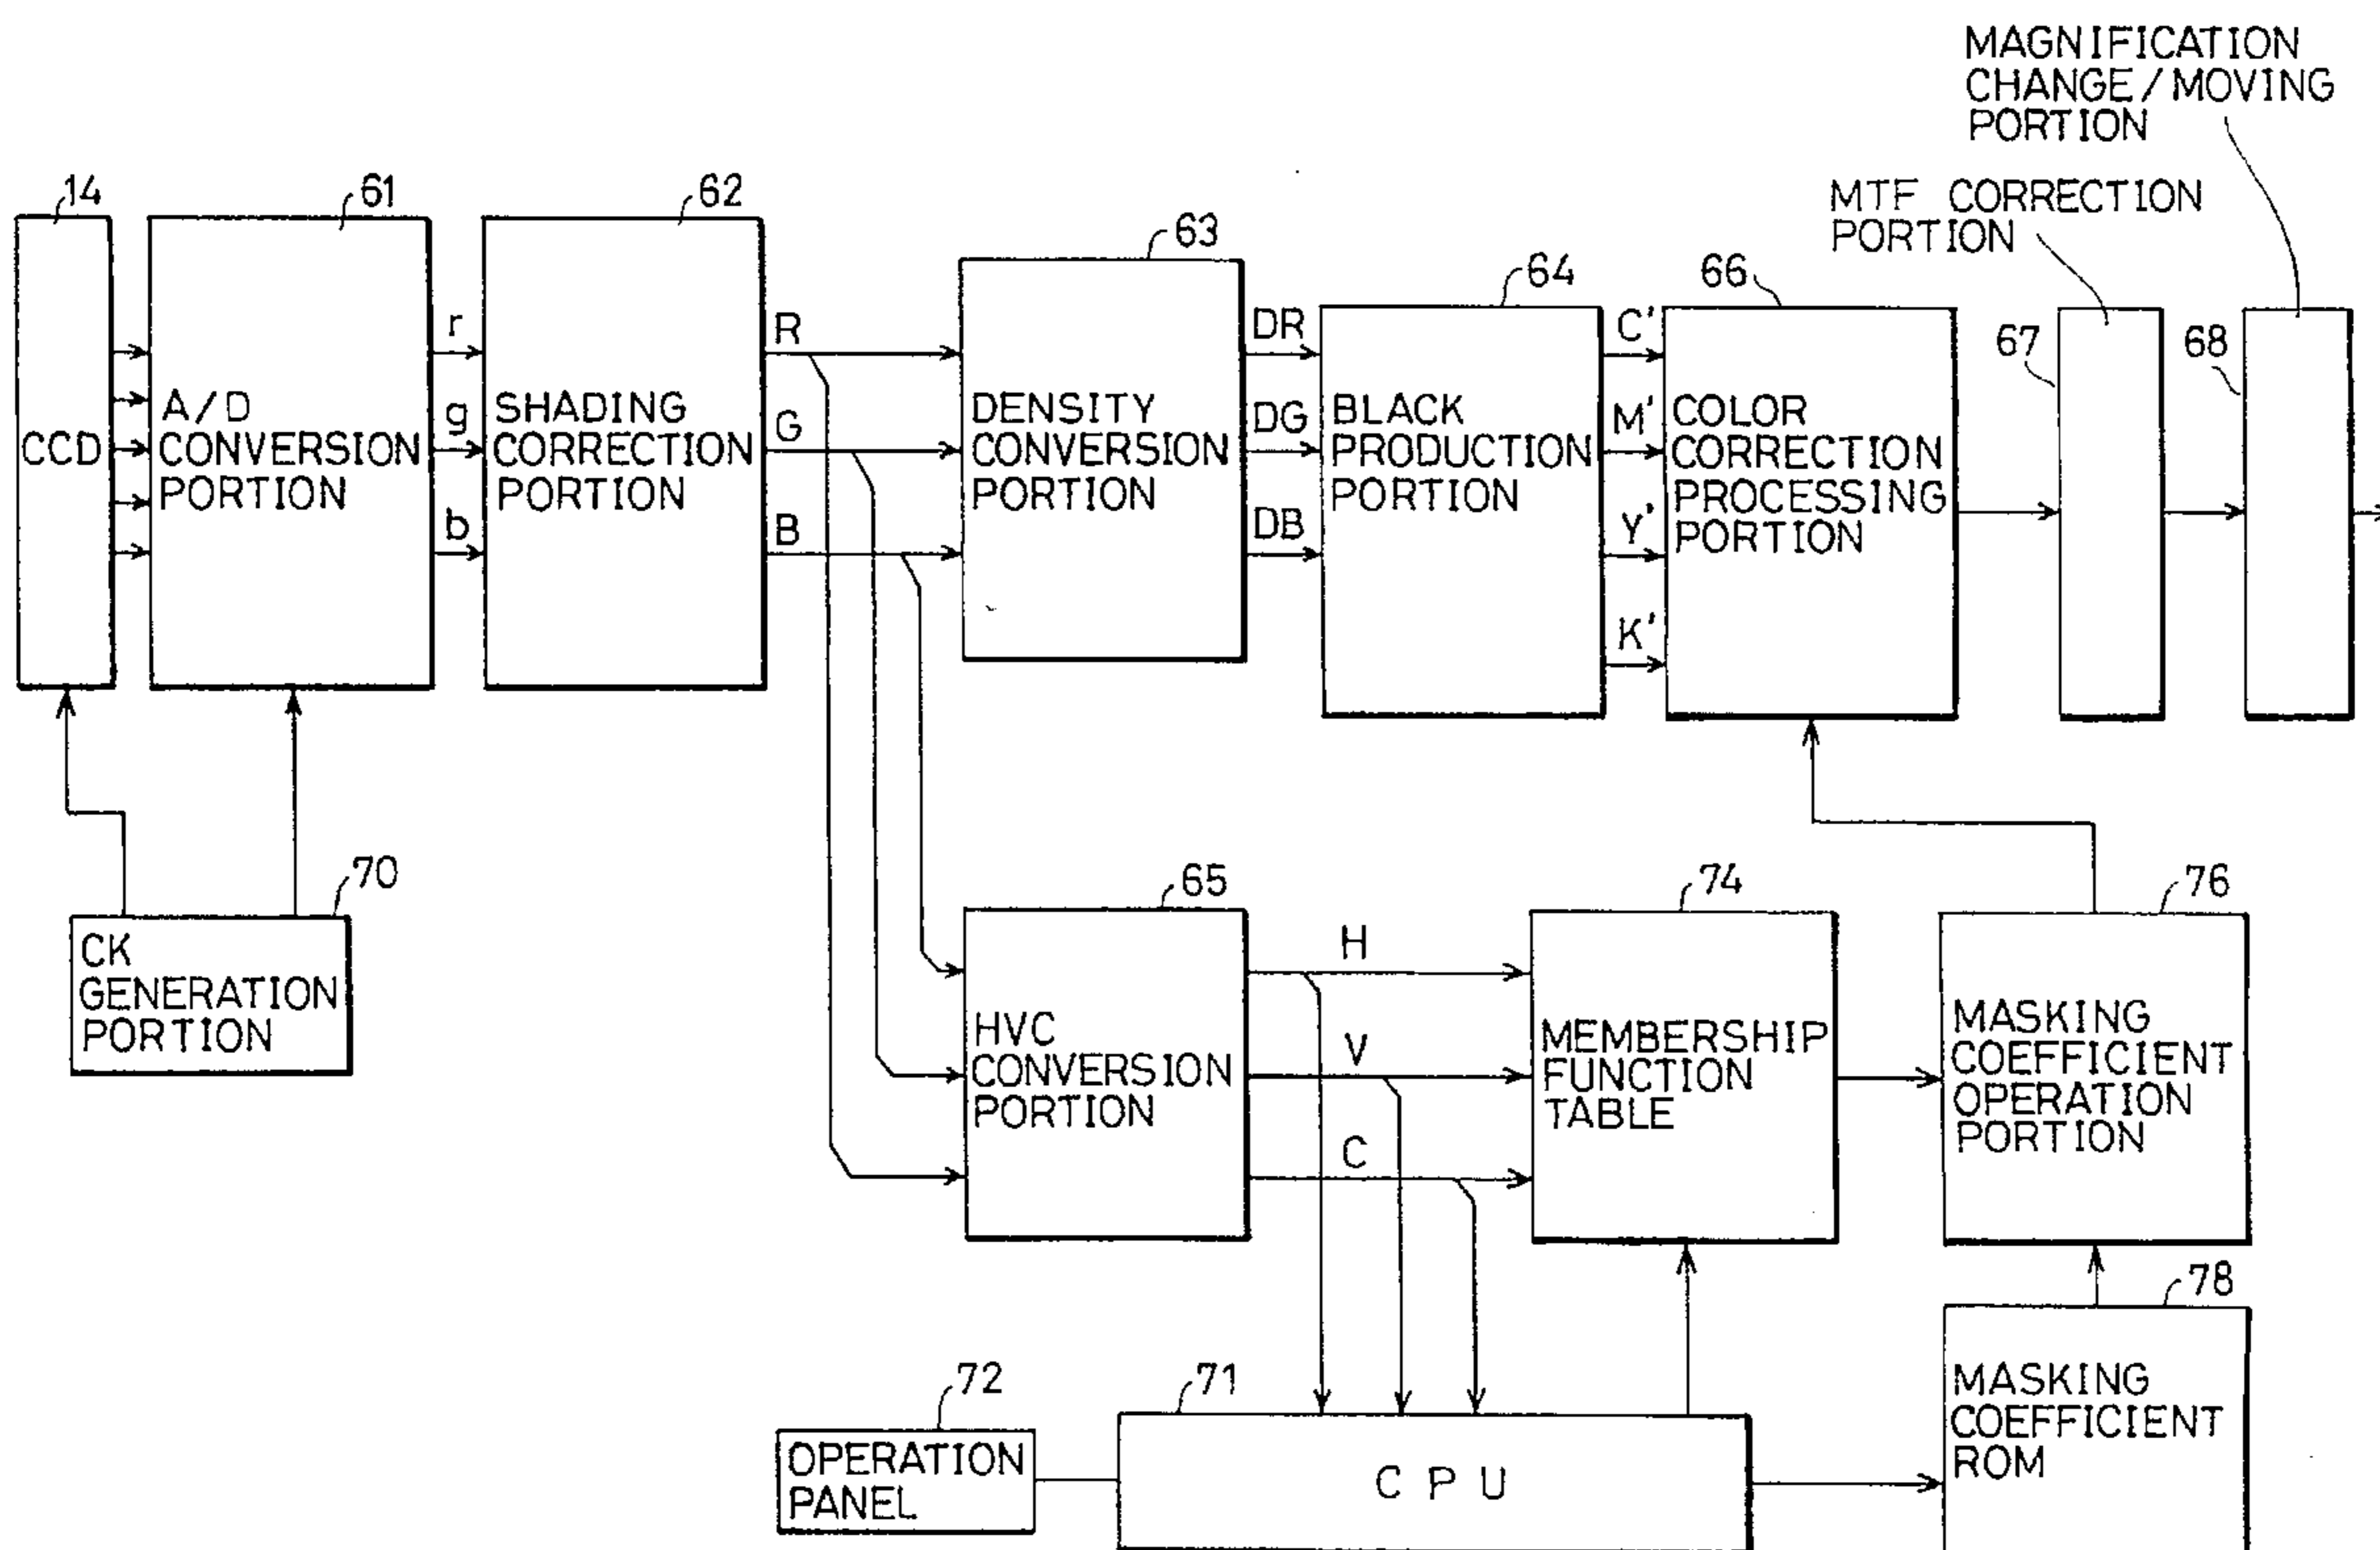 MAGNIFICATION
CHANGE/MOVING
PORTION
MTF CORRECTION
PORTION
14
61
62
63
64
66
67
68
CCD
A/D
CONVERSION
PORTION
r
g
b
SHADING
CORRECTION
PORTION
R
G
B
DENSITY
CONVERSION
PORTION
DR
DG
DB
BLACK
PRODUCTION
PORTION
C'
M'
Y'
K'
COLOR
CORRECTION
PROCESSING
PORTION
70
CK
GENERATION
PORTION
65
HVC
CONVERSION
PORTION
H
V
C
74
MEMBERSHIP
FUNCTION
TABLE
76
MASKING
COEFFICIENT
OPERATION
PORTION
72
OPERATION
PANEL
71
CPU
78
MASKING
COEFFICIENT
ROM